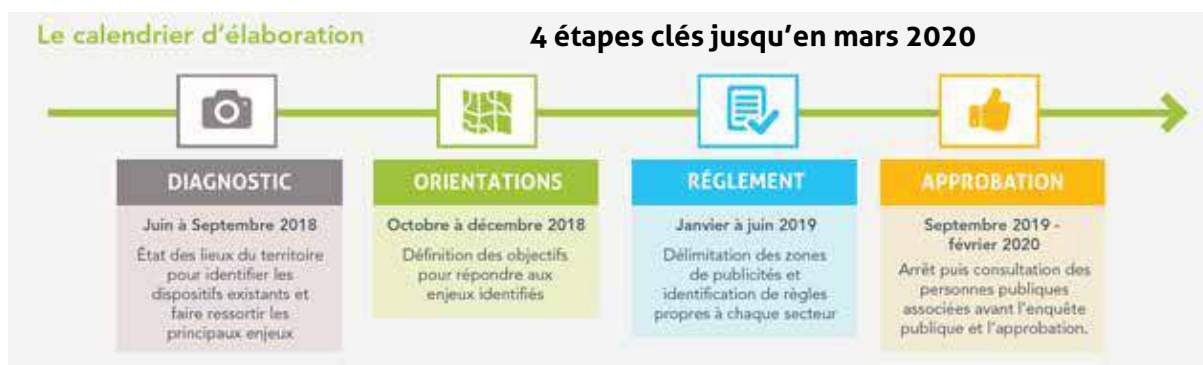 Le calendrier d'élaboration
4 étapes clés jusqu'en mars 2020
DIAGNOSTIC
Juin à Septembre 2018
État des lieux du territoire
pour identifier les
dispositifs existants et
faire ressortir les
principaux enjeux
ORIENTATIONS
Octobre à décembre 2018
Définition des objectifs
pour répondre aux
enjeux identifiés
RÉGLEMENT
Janvier à juin 2019
Délimitation des zones
de publicités et
identification de règles
propres à chaque secteur
APPROBATION
Septembre 2019 -
février 2020
Arrêt puis consultation des
personnes publiques
associées avant l'enquête
publique et l'approbation.